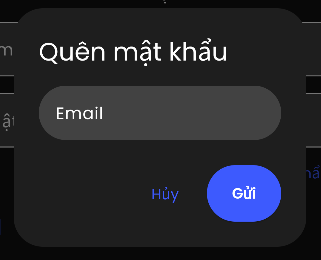 Quên mật khẩu
Email
Hủy
Gửi